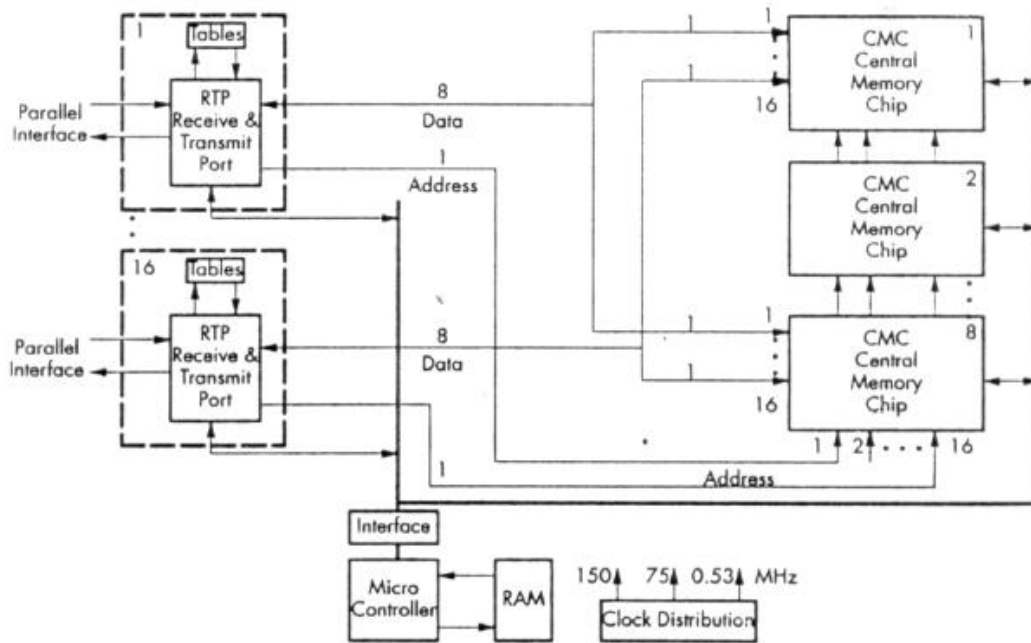 1
Tables
RTP
Receive &
Transmit
Port
Parallel
Interface
8
Data
1
Address
16
Tables
RTP
Receive &
Transmit
Port
Parallel
Interface
8
Data
1
1
1
1
16
CMC
Central
Memory
Chip
1
CMC
Central
Memory
Chip
2
1
1
1
16
CMC
Central
Memory
Chip
8
1 2 16
Address
Interface
Micro
Controller
RAM
150 75 0.53 MHz
Clock Distribution